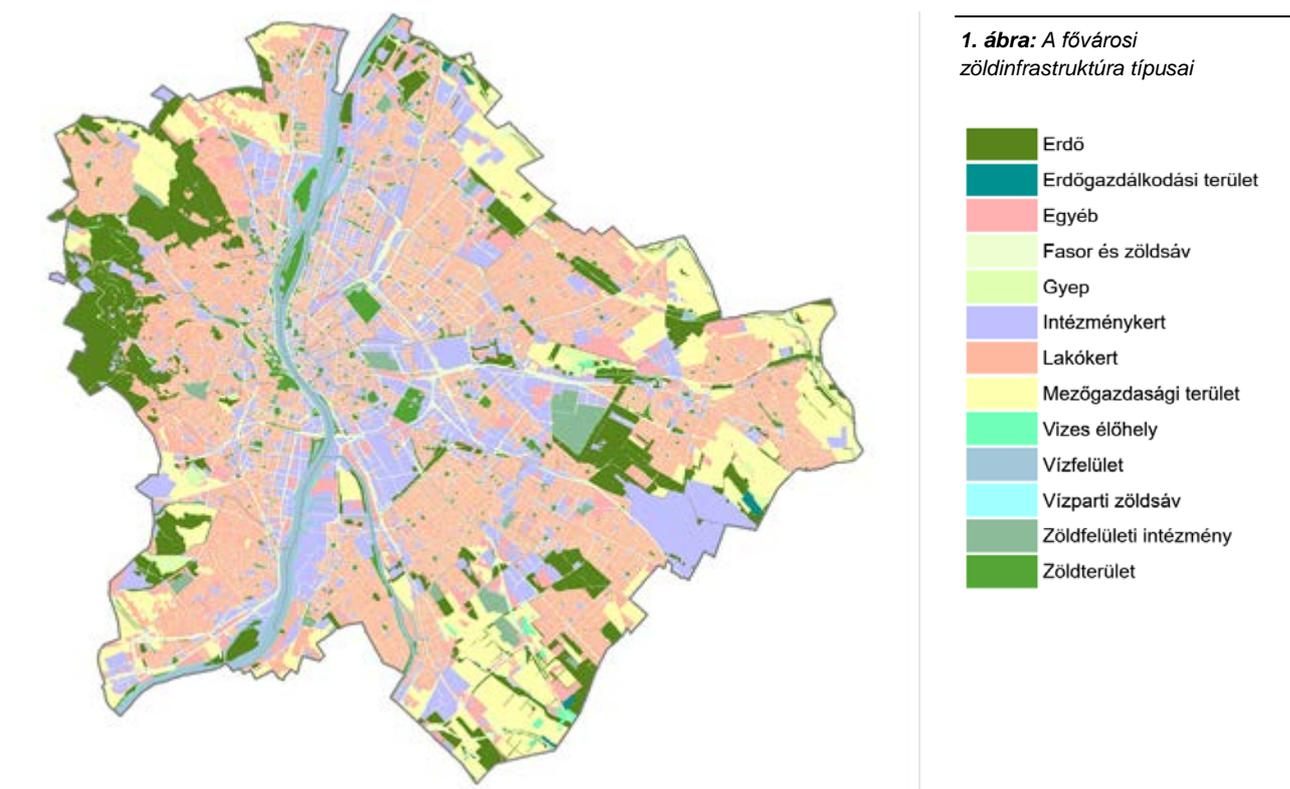 1. ábra: A fővárosi
zöldinfrastruktúra típusai
Erdő
Erdőgazdálkodási terület
Egyéb
Fasor és zöldsáv
Gyep
Intézménykert
Lakókert
Mezőgazdasági terület
Vizes élőhely
Vízfelület
Vízparti zöldsáv
Zöldfelületi intézmény
Zöldterület